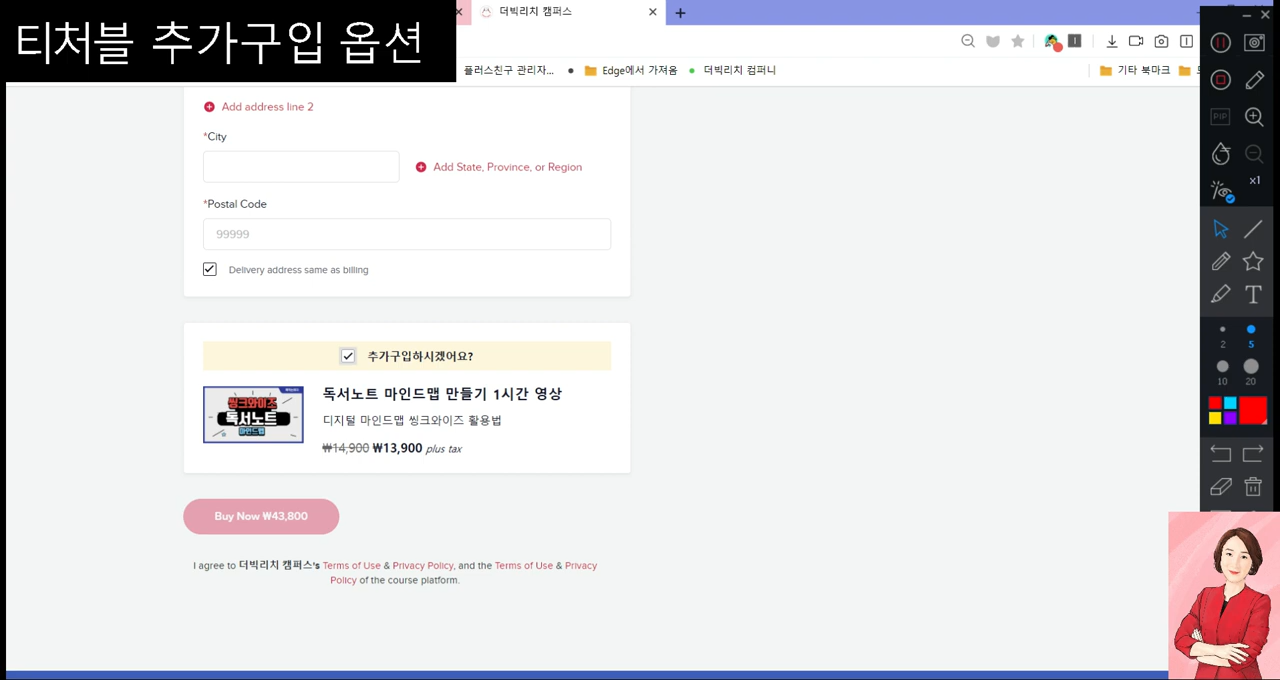 티처블 추가구입 옵션
더빅리치 캠퍼스
플러스친구 관리자...
Edge에서 가져옴
더빅리치 컴퍼니
기타 북마크
Add address line 2
*City
Add State, Province, or Region
*Postal Code
99999
Delivery address same as billing
추가구입하시겠어요?
씽크와이즈
독서노트
마인드맵
독서노트 마인드맵 만들기 1시간 영상
디지털 마인드맵 씽크와이즈 활용법
₩14,900 ₩13,900 plus tax
Buy Now ₩43,800
I agree to 더빅리치 캠퍼스's Terms of Use & Privacy Policy, and the Terms of Use & Privacy
Policy of the course platform.
PIP
x1
T
2 5
10 20